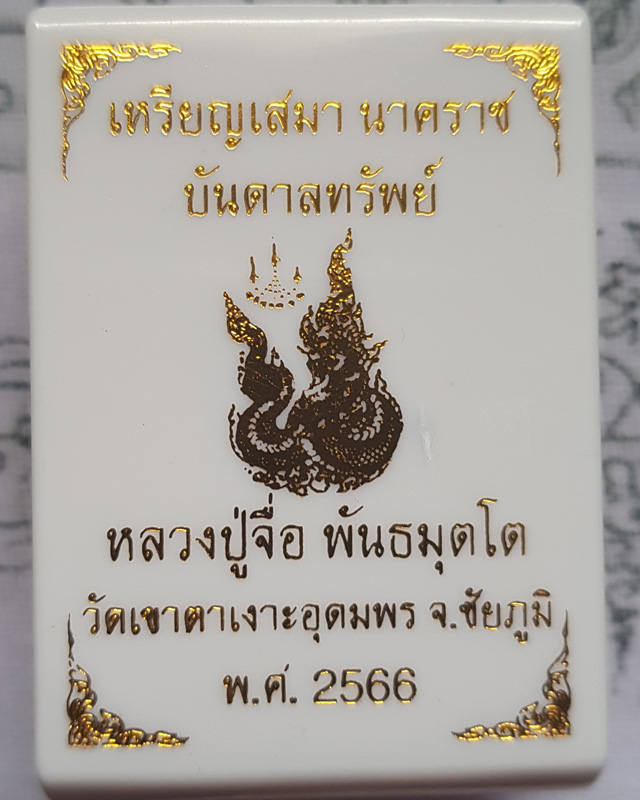 เหรียญเสมา นาคราช
บันดาลทรัพย์
หลวงปู่จื่อ พันธมุตโต
วัดเขาตาเงาะอุดมพร จ.ชัยภูมิ
พ.ศ. 2566